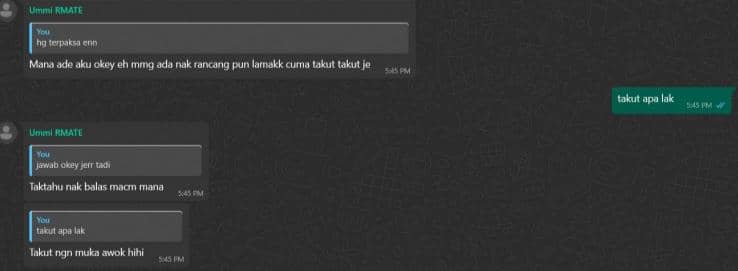 Ummi RMATE
You
hg terpaksa enn
Mana ade aku okey eh mmg ada nak rancang pun lamakk cuma takut takut je
5:45 PM
takut apa lak
5:45 PM
Ummi RMATE
You
jawab okey jerr tadi
Taktahu nak balas macm mana
5:45 PM
You
takut apa lak
Takut ngn muka awok hihi
5:45 PM